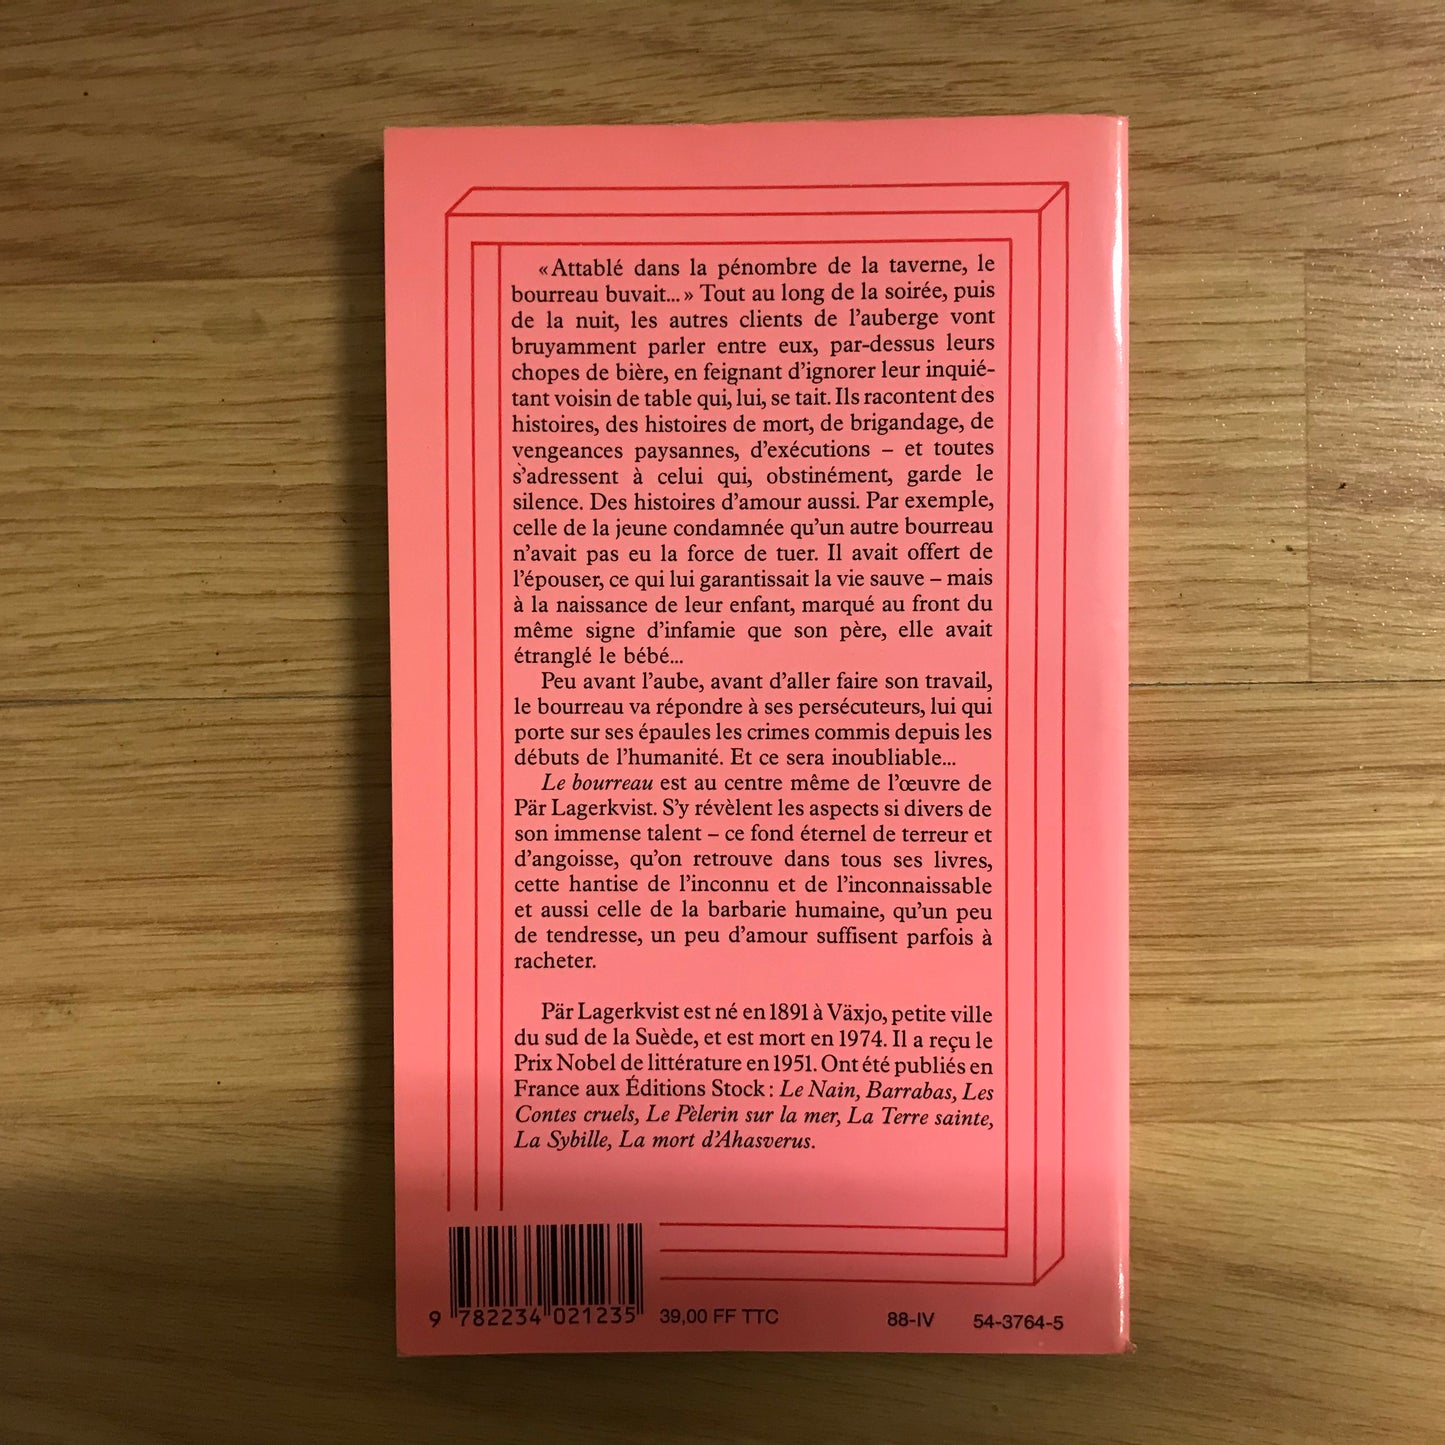 « Attablé dans la pénombre de la taverne, le
bourreau buvait... » Tout au long de la soirée, puis
de la nuit, les autres clients de l'auberge vont
bruyamment parler entre eux, par-dessus leurs
chopes de bière, en feignant d'ignorer leur inquié-
tant voisin de table qui, lui, se tait. Ils racontent des
histoires, des histoires de mort, de brigandage, de
vengeances paysannes, d'exécutions – et toutes
s'adressent à celui qui, obstinément, garde le
silence. Des histoires d'amour aussi. Par exemple,
celle de la jeune condamnée qu'un autre bourreau
n'avait pas eu la force de tuer. Il avait offert de
l'épouser, ce qui lui garantissait la vie sauve – mais
à la naissance de leur enfant, marqué au front du
même signe d'infamie que son père, elle avait
étranglé le bébé...
Peu avant l'aube, avant d'aller faire son travail,
le bourreau va répondre à ses persécuteurs, lui qui
porte sur ses épaules les crimes commis depuis les
débuts de l'humanité. Et ce sera inoubliable...
Le bourreau est au centre même de l'œuvre de
Pär Lagerkvist. S'y révèlent les aspects si divers de
son immense talent – ce fond éternel de terreur et
d'angoisse, qu'on retrouve dans tous ses livres,
cette hantise de l'inconnu et de l'inconnaissable
et aussi celle de la barbarie humaine, qu'un peu
de tendresse, un peu d'amour suffisent parfois à
racheter.
Pär Lagerkvist est né en 1891 à Växjo, petite ville
du sud de la Suède, et est mort en 1974. Il a reçu le
Prix Nobel de littérature en 1951. Ont été publiés en
France aux Éditions Stock : Le Nain, Barrabas, Les
Contes cruels, Le Pèlerin sur la mer, La Terre sainte,
La Sybille, La mort d'Ahasverus.
9 782234 021235 39,00 FF TTC 88-IV 54-3764-5